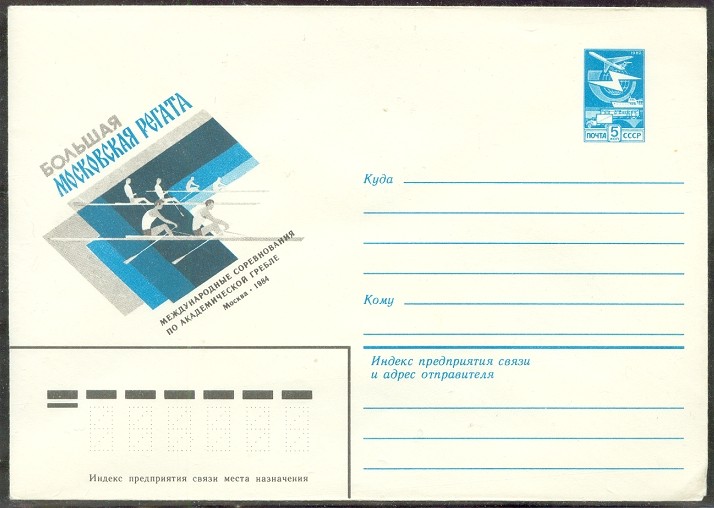 БОЛЬШАЯ
МОСКОВСКАЯ РЕГАТА
МЕЖДУНАРОДНЫЕ СОРЕВНОВАНИЯ
ПО АКАДЕМИЧЕСКОЙ ГРЕБЛЕ
Москва · 1984
ПОЧТА 5 СССР
Куда
Кому
Индекс предприятия связи
и адрес отправителя
Индекс предприятия связи места назначения